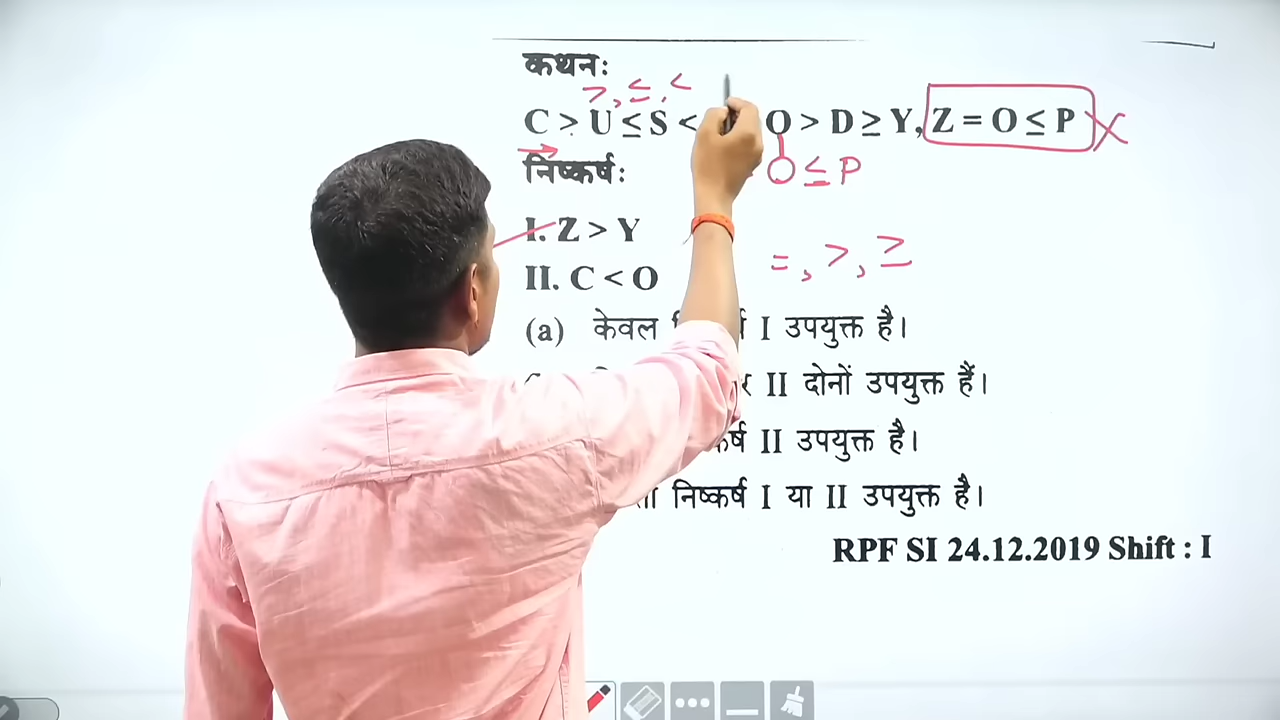 कथनः
> , ≤ , <
C > U ≤ S < O > D ≥ Y, Z = O ≤ P
O ≤ P
निष्कर्षः
I. Z > Y
II. C < O
= , > , ≥
(a) केवल I उपयुक्त है।
II दोनों उपयुक्त हैं।
II उपयुक्त है।
निष्कर्ष I या II उपयुक्त है।
RPF SI 24.12.2019 Shift : I